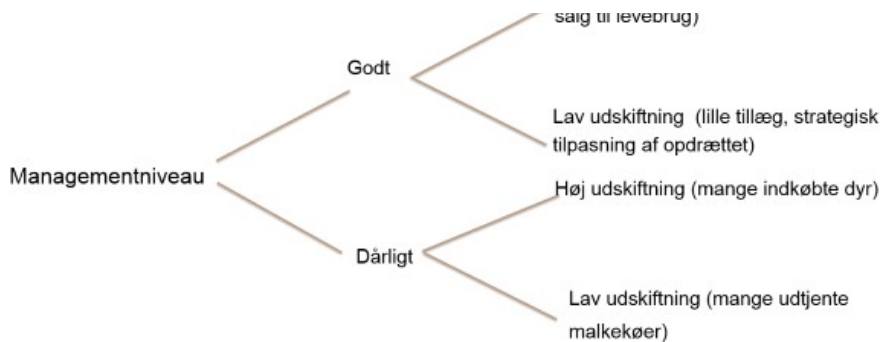 salg til levebrug)
Godt
Lav udskiftning (lille tillæg, strategisk
tilpasning af opdrættet)
Managementniveau
Høj udskiftning (mange indkøbte dyr)
Dårligt
Lav udskiftning (mange udtjente
malkekøer)